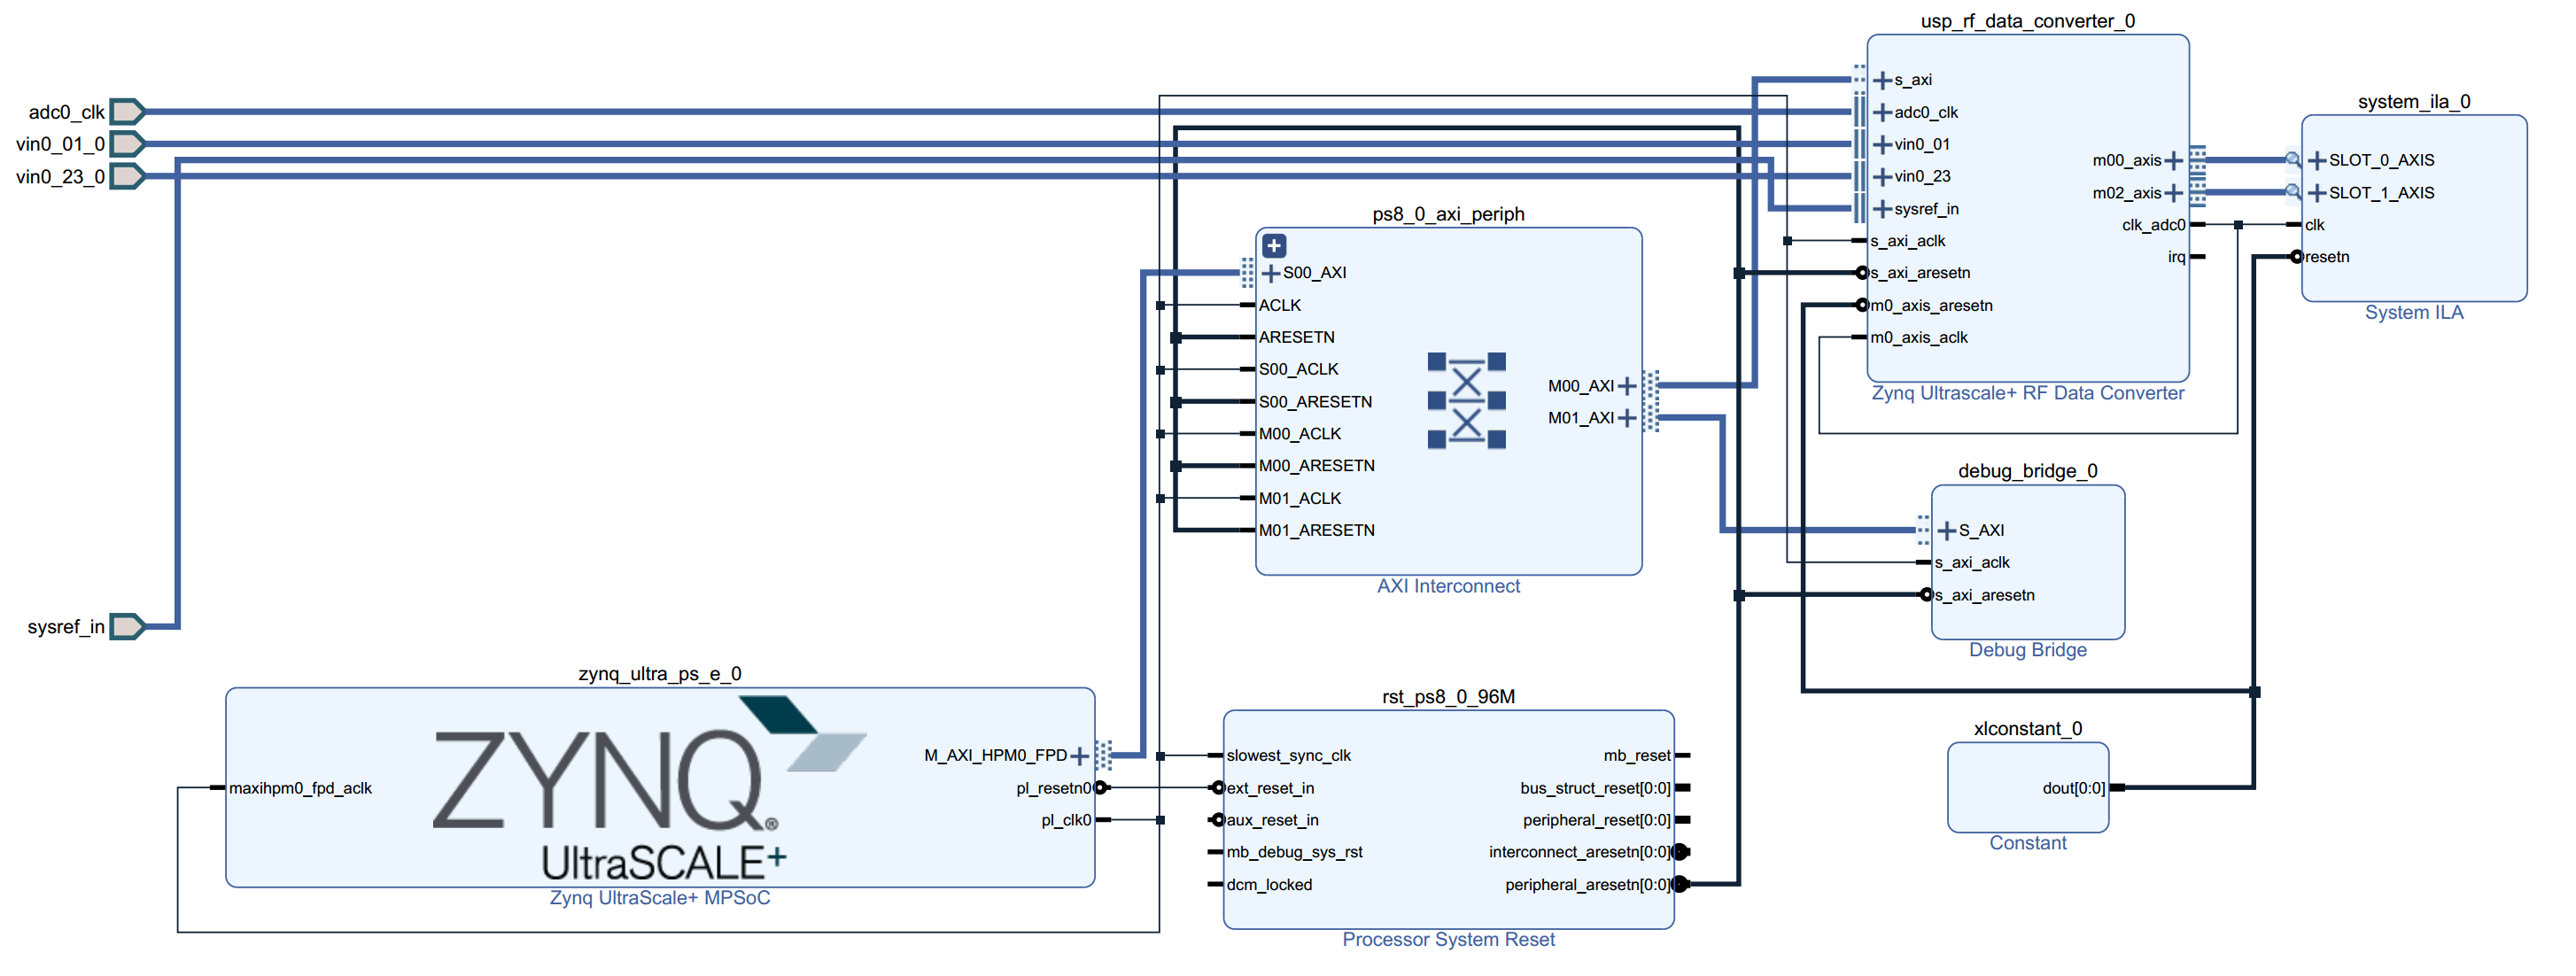 adc0_clk
vin0_01_0
vin0_23_0
sysref_in
zynq_ultra_ps_e_0
maxihpm0_fpd_aclk
ZYNQ®
UltraSCALE+
M_AXI_HPM0_FPD
pl_resetn0
pl_clk0
Zynq UltraScale+ MPSoC
ps8_0_axi_periph
S00_AXI
ACLK
ARESETN
S00_ACLK
S00_ARESETN
M00_ACLK
M00_ARESETN
M01_ACLK
M01_ARESETN
M00_AXI
M01_AXI
AXI Interconnect
rst_ps8_0_96M
slowest_sync_clk
ext_reset_in
aux_reset_in
mb_debug_sys_rst
dcm_locked
mb_reset
bus_struct_reset[0:0]
peripheral_reset[0:0]
interconnect_aresetn[0:0]
peripheral_aresetn[0:0]
Processor System Reset
usp_rf_data_converter_0
s_axi
adc0_clk
vin0_01
vin0_23
sysref_in
s_axi_aclk
s_axi_aresetn
m0_axis_aresetn
m0_axis_aclk
m00_axis
m02_axis
clk_adc0
irq
Zynq Ultrascale+ RF Data Converter
debug_bridge_0
S_AXI
s_axi_aclk
s_axi_aresetn
Debug Bridge
xlconstant_0
dout[0:0]
Constant
system_ila_0
SLOT_0_AXIS
SLOT_1_AXIS
clk
resetn
System ILA